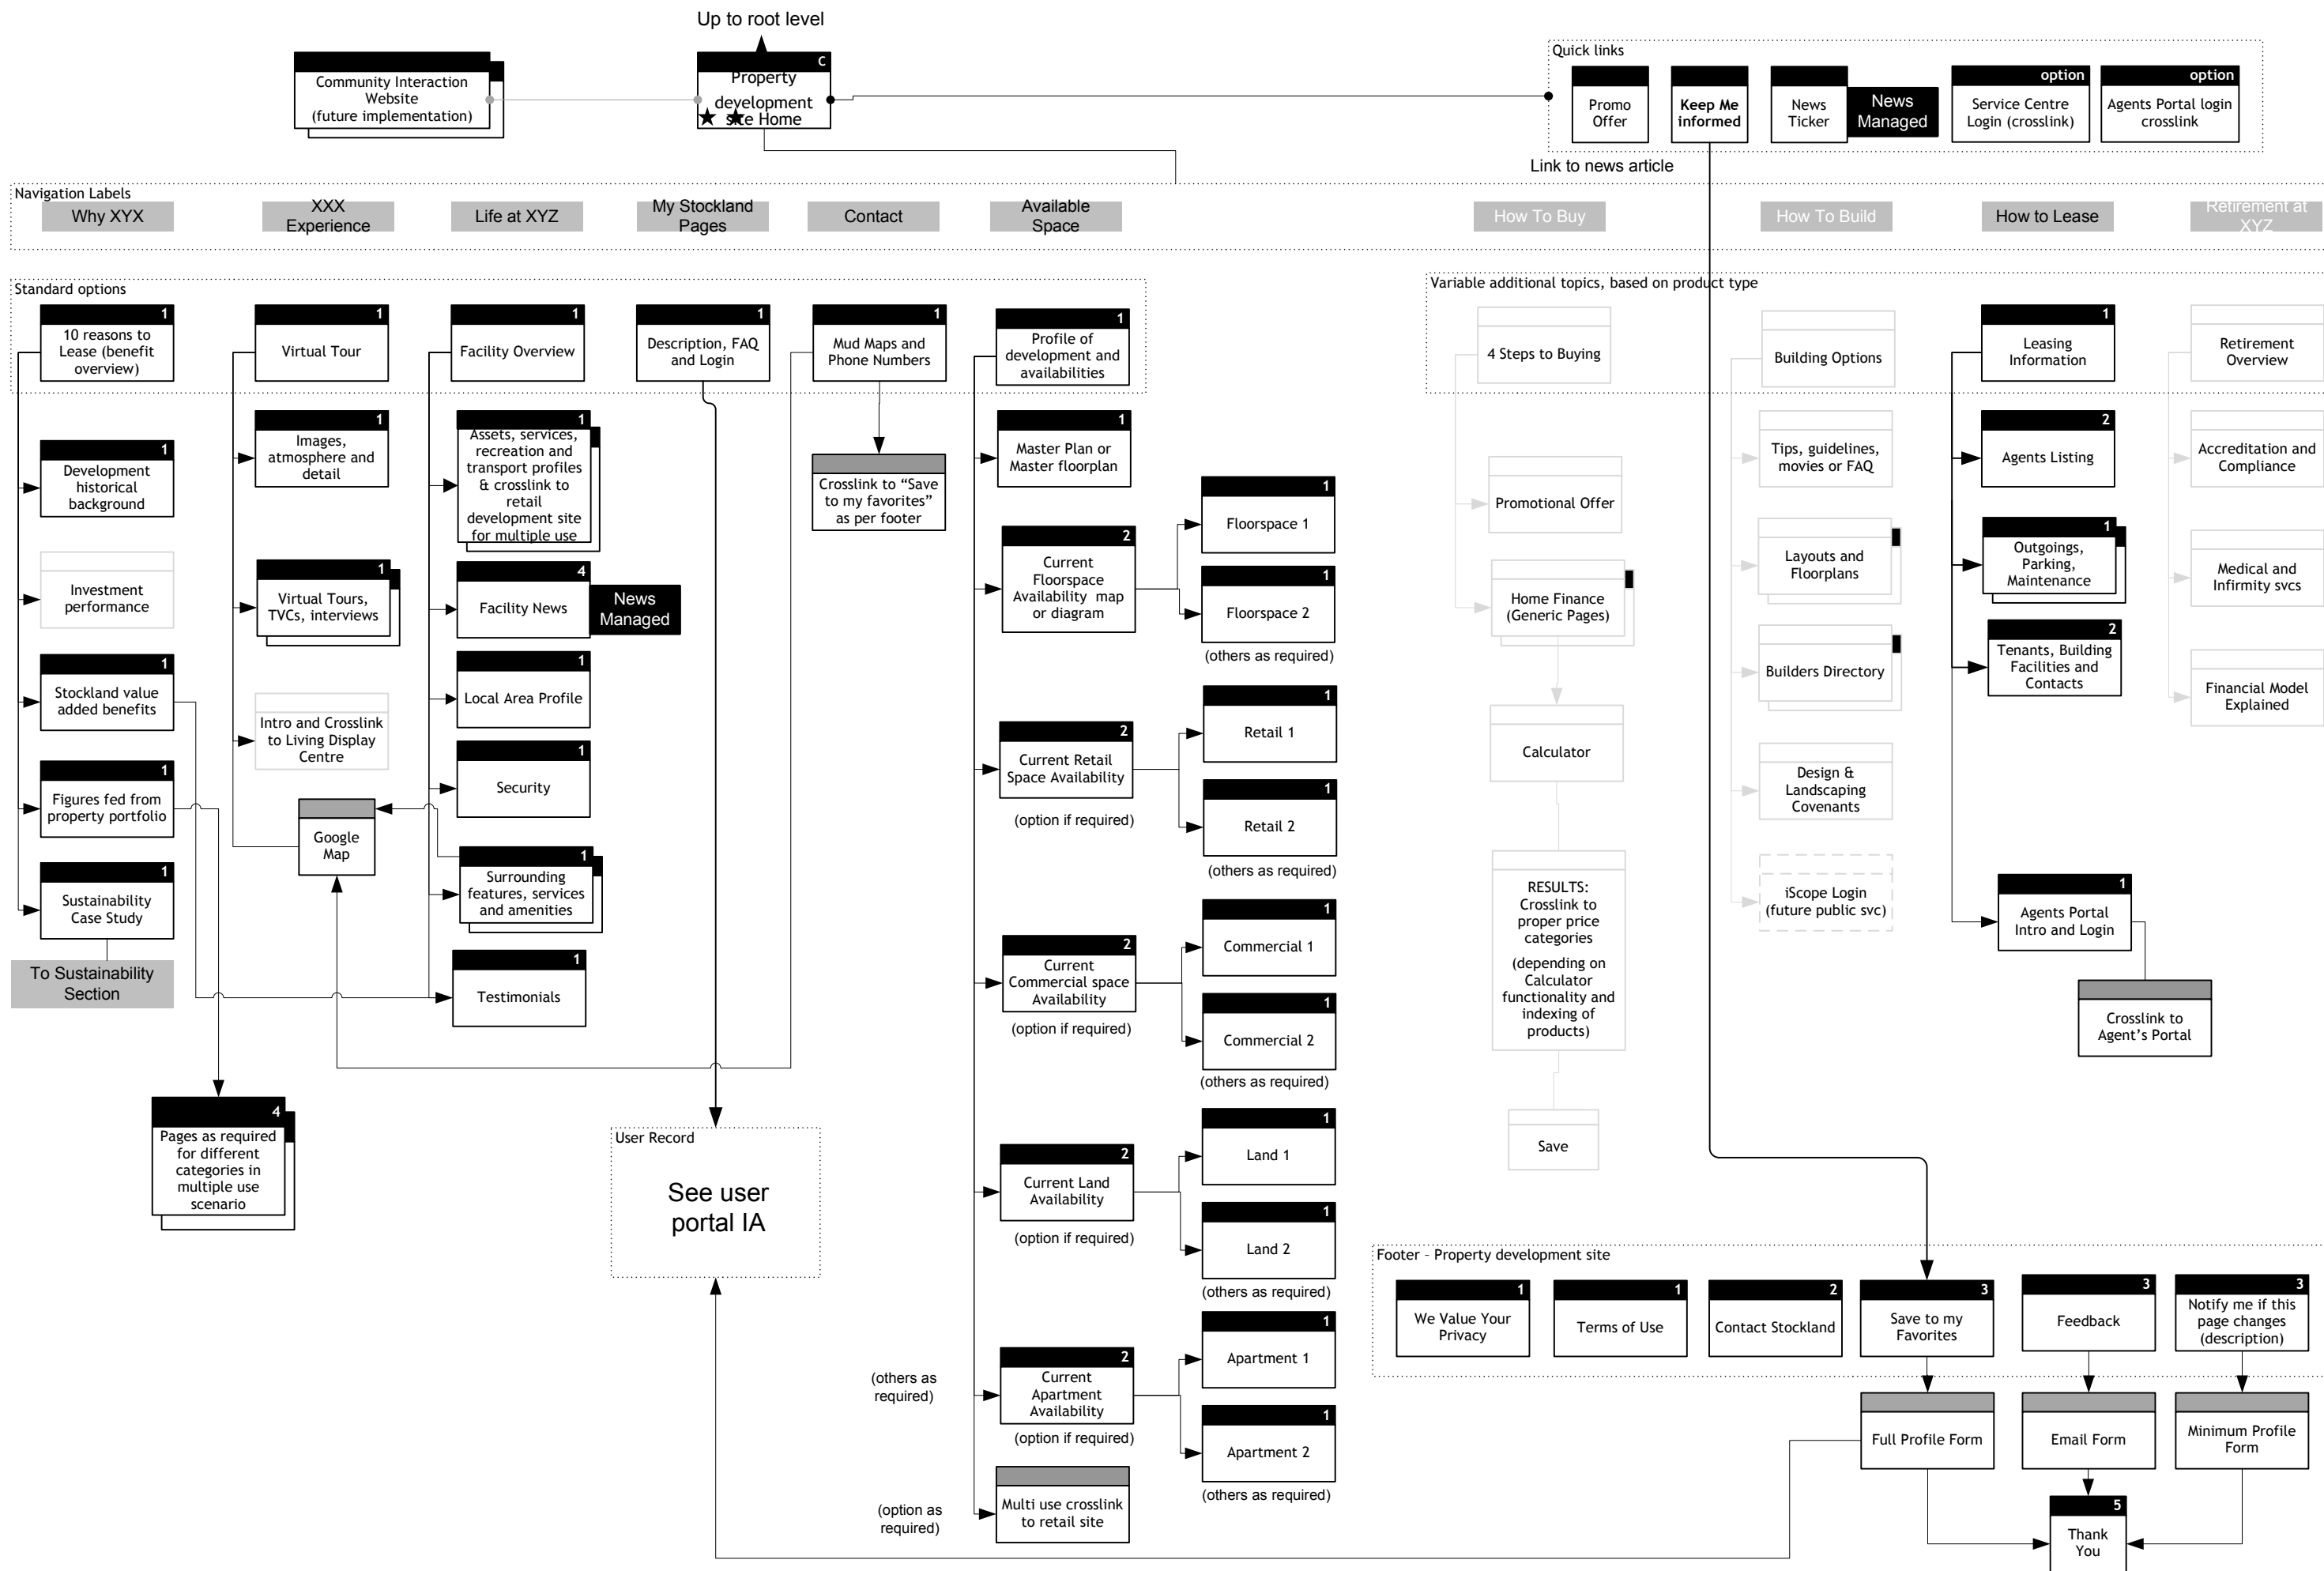 Up to root level
C
Property
development
site Home
Community Interaction
Website
(future implementation)
Quick links
Promo
Offer
Keep Me
informed
News
Ticker
News
Managed
option
Service Centre
Login (crosslink)
option
Agents Portal login
crosslink
Link to news article
Navigation Labels
Why XYX
XXX
Experience
Life at XYZ
My Stockland
Pages
Contact
Available
Space
How To Buy
How To Build
How to Lease
Retirement at
XYZ
Standard options
1
10 reasons to
Lease (benefit
overview)
1
Virtual Tour
1
Facility Overview
1
Description, FAQ
and Login
1
Mud Maps and
Phone Numbers
1
Profile of
development and
availabilities
Variable additional topics, based on product type
4 Steps to Buying
Building Options
1
Leasing
Information
Retirement
Overview
1
Development
historical
background
Investment
performance
1
Stockland value
added benefits
1
Figures fed from
property portfolio
1
Sustainability
Case Study
To Sustainability
Section
4
Pages as required
for different
categories in
multiple use
scenario
1
Images,
atmosphere and
detail
1
Virtual Tours,
TVCs, interviews
Intro and Crosslink
to Living Display
Centre
Google
Map
1
Assets, services,
recreation and
transport profiles
& crosslink to
retail
development site
for multiple use
4
Facility News
News
Managed
1
Local Area Profile
1
Security
1
Surrounding
features, services
and amenities
1
Testimonials
User Record
See user
portal IA
Crosslink to “Save
to my favorites”
as per footer
1
Master Plan or
Master floorplan
2
Current
Floorspace
Availability map
or diagram
1
Floorspace 1
1
Floorspace 2
(others as required)
2
Current Retail
Space Availability
(option if required)
1
Retail 1
1
Retail 2
(others as required)
2
Current
Commercial space
Availability
(option if required)
1
Commercial 1
1
Commercial 2
(others as required)
2
Current Land
Availability
(option if required)
1
Land 1
1
Land 2
(others as required)
(others as
required)
2
Current
Apartment
Availability
(option if required)
1
Apartment 1
1
Apartment 2
(others as required)
(option as
required)
Multi use crosslink
to retail site
Promotional Offer
Home Finance
(Generic Pages)
Calculator
RESULTS:
Crosslink to
proper price
categories
(depending on
Calculator
functionality and
indexing of
products)
Save
Tips, guidelines,
movies or FAQ
Layouts and
Floorplans
Builders Directory
Design &
Landscaping
Covenants
iScope Login
(future public svc)
2
Agents Listing
1
Outgoings,
Parking,
Maintenance
2
Tenants, Building
Facilities and
Contacts
1
Agents Portal
Intro and Login
Crosslink to
Agent’s Portal
Accreditation and
Compliance
Medical and
Infirmity svcs
Financial Model
Explained
Footer – Property development site
1
We Value Your
Privacy
1
Terms of Use
2
Contact Stockland
3
Save to my
Favorites
3
Feedback
3
Notify me if this
page changes
(description)
Full Profile Form
Email Form
Minimum Profile
Form
5
Thank
You